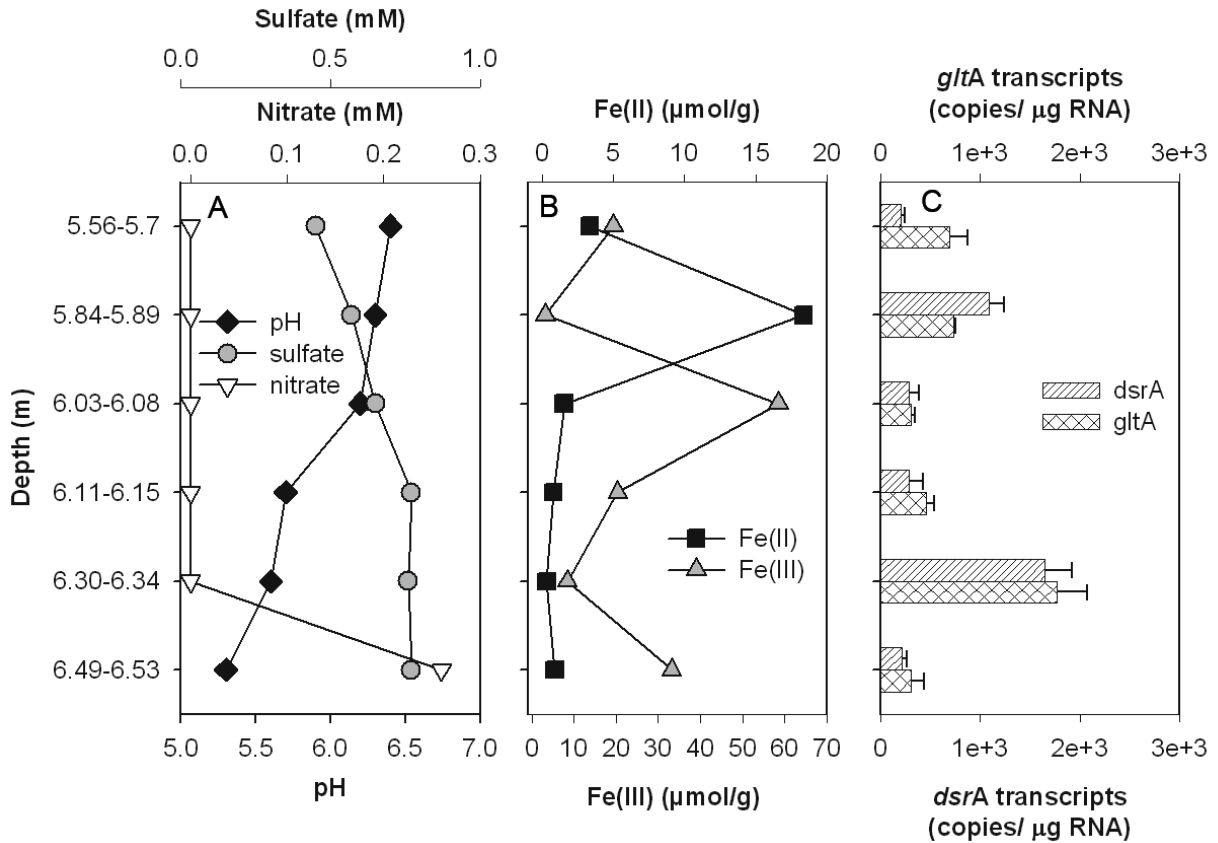 Sulfate (mM)
0.0 0.5 1.0
Nitrate (mM)
0.0 0.1 0.2 0.3
Fe(II) (μmol/g)
0 5 10 15 20
gltA transcripts
(copies/ μg RNA)
0 1e+3 2e+3 3e+3
Depth (m)
5.56-5.7
5.84-5.89
6.03-6.08
6.11-6.15
6.30-6.34
6.49-6.53
A
pH
sulfate
nitrate
5.0 5.5 6.0 6.5 7.0
pH
B
Fe(II)
Fe(III)
0 10 20 30 40 50 60 70
Fe(III) (μmol/g)
C
dsrA
gltA
0 1e+3 2e+3 3e+3
dsrA transcripts
(copies/ μg RNA)